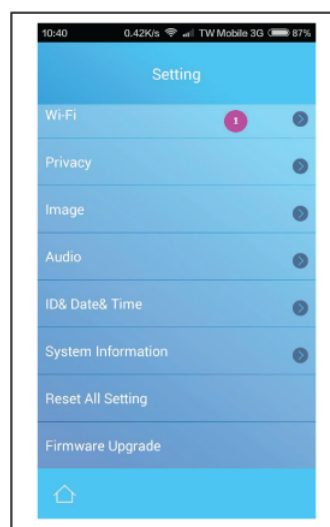 10:40 0.42K/s TW Mobile 3G 87%
Setting
Wi-Fi 1
Privacy
Image
Audio
ID& Date& Time
System Information
Reset All Setting
Firmware Upgrade